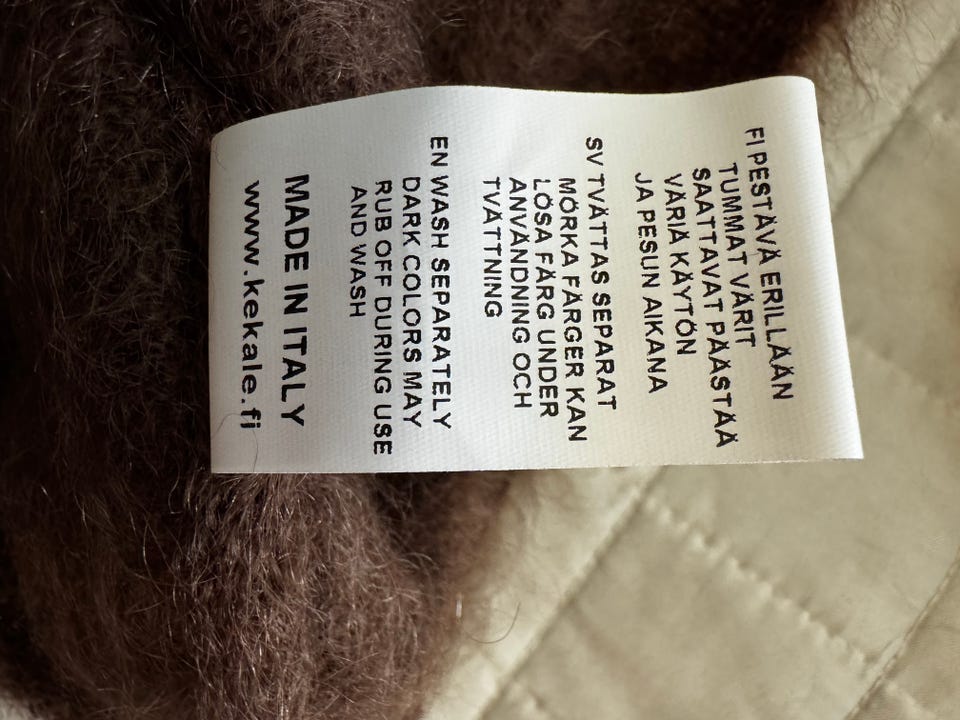 FI PESTÄVÄ ERILLÄÄN
TUMMAT VÄRIT
SAATTAVAT PÄÄSTÄÄ
VÄRIÄ KÄYTÖN
JA PESUN AIKANA
SV TVÄTTAS SEPARAT
MÖRKA FÄRGER KAN
LÖSA FÄRG UNDER
ANVÄNDNING OCH
TVÄTTNING
EN WASH SEPARATELY
DARK COLORS MAY
RUB OFF DURING USE
AND WASH
MADE IN ITALY
www.kekale.fi